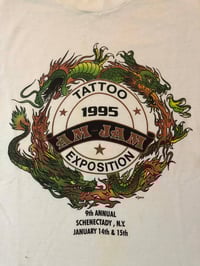 TATTOO
1995
AM-JAM
EXPOSITION
9th ANNUAL
SCHENECTADY, N.Y.
JANUARY 14th & 15th